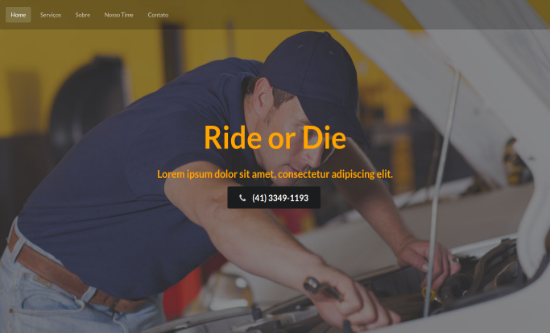 Home Serviços Sobre Nosso Time Contato
Ride or Die
Lorem ipsum dolor sit amet, consectetur adipiscing elit.
(41) 3349-1193